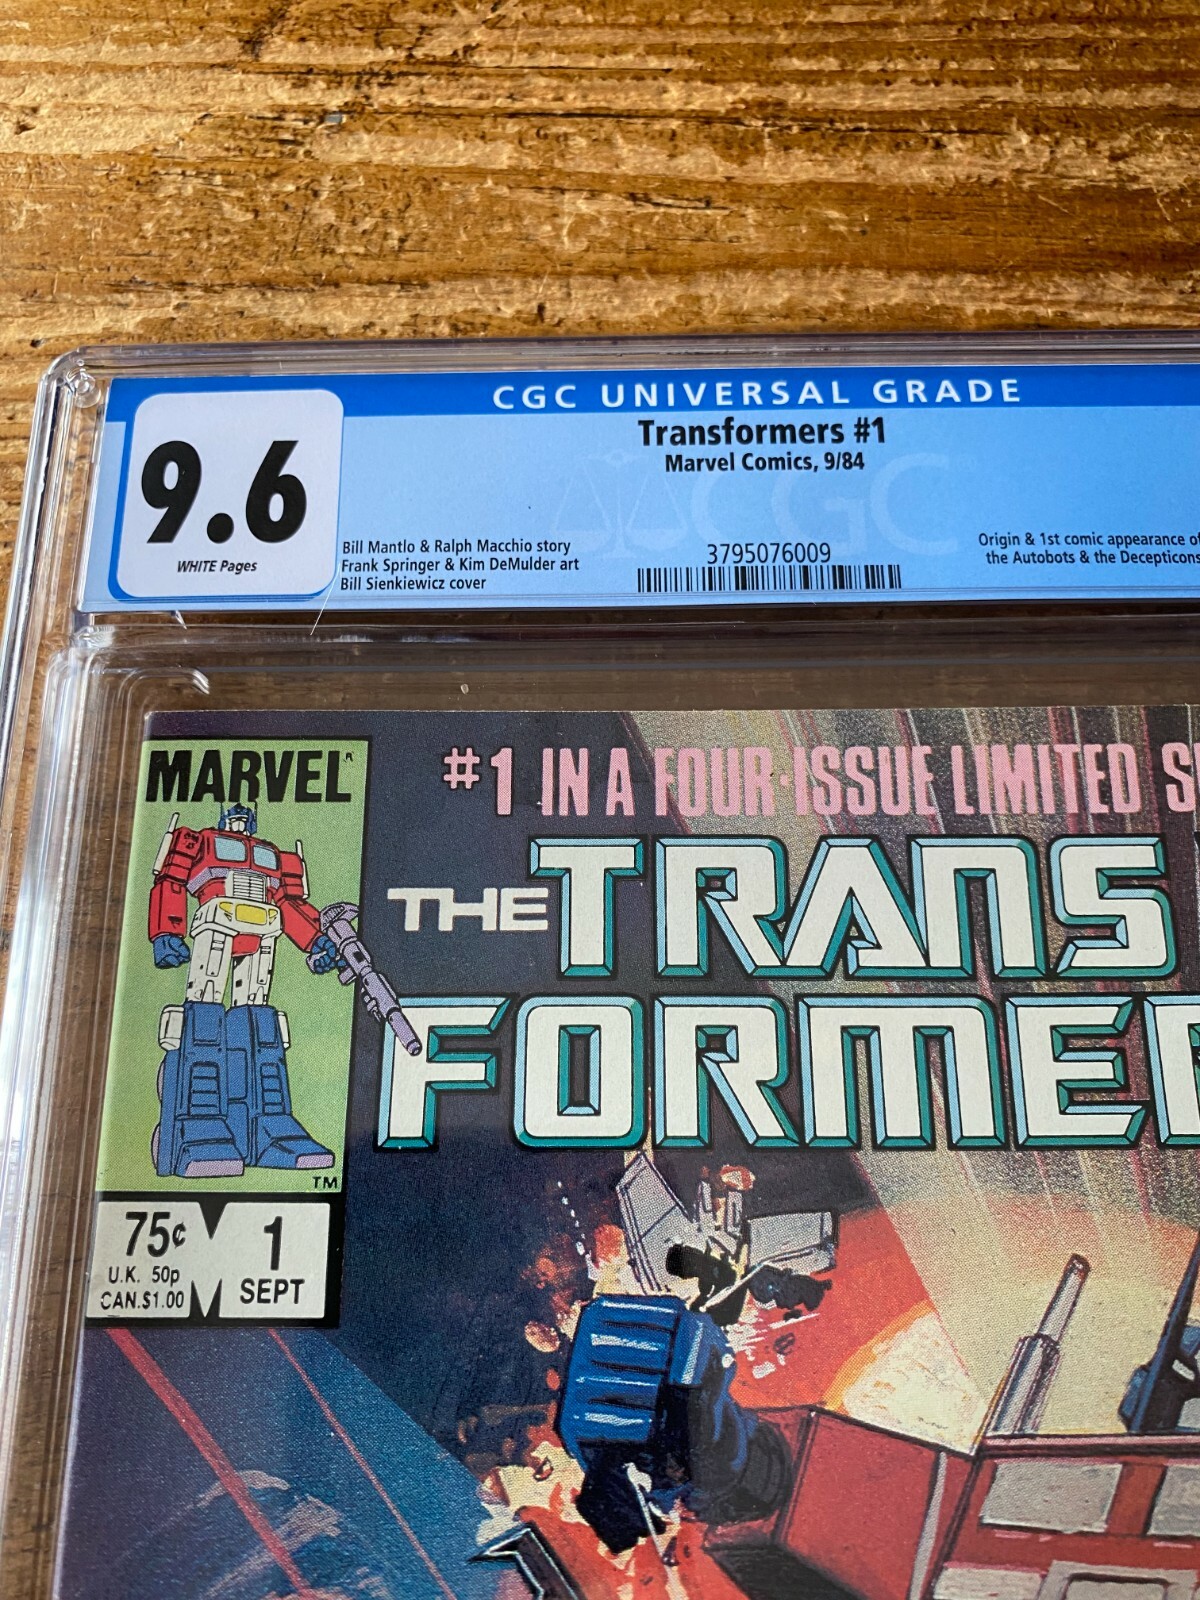 CGC UNIVERSAL GRADE
9.6
WHITE Pages
Transformers #1
Marvel Comics, 9/84
CGC
Bill Mantlo & Ralph Macchio story
Frank Springer & Kim DeMulder art
Bill Sienkiewicz cover
3795076009
Origin & 1st comic appearance of
the Autobots & the Decepticons
MARVEL
#1 IN A FOUR-ISSUE LIMITED
THE TRANS
FORMER
TM
75¢ 1
U.K. 50p SEPT
CAN.$1.00